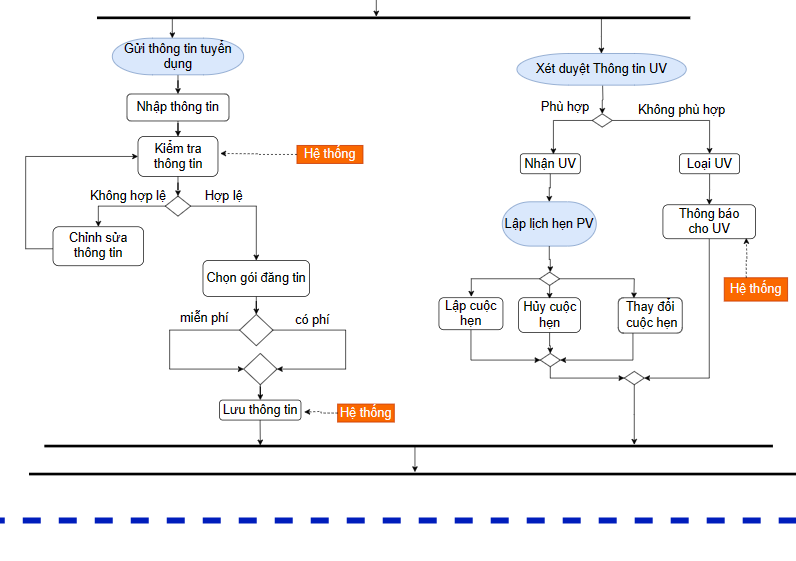 Gửi thông tin tuyển
dụng
Nhập thông tin
Kiểm tra
thông tin
Hệ thống
Không hợp lệ
Hợp lệ
Chỉnh sửa
thông tin
Chọn gói đăng tin
miễn phí
có phí
Lưu thông tin
Hệ thống
Xét duyệt Thông tin UV
Phù hợp
Không phù hợp
Nhận UV
Loại UV
Lập lịch hẹn PV
Thông báo
cho UV
Hệ thống
Lập cuộc
hẹn
Hủy cuộc
hẹn
Thay đổi
cuộc hẹn